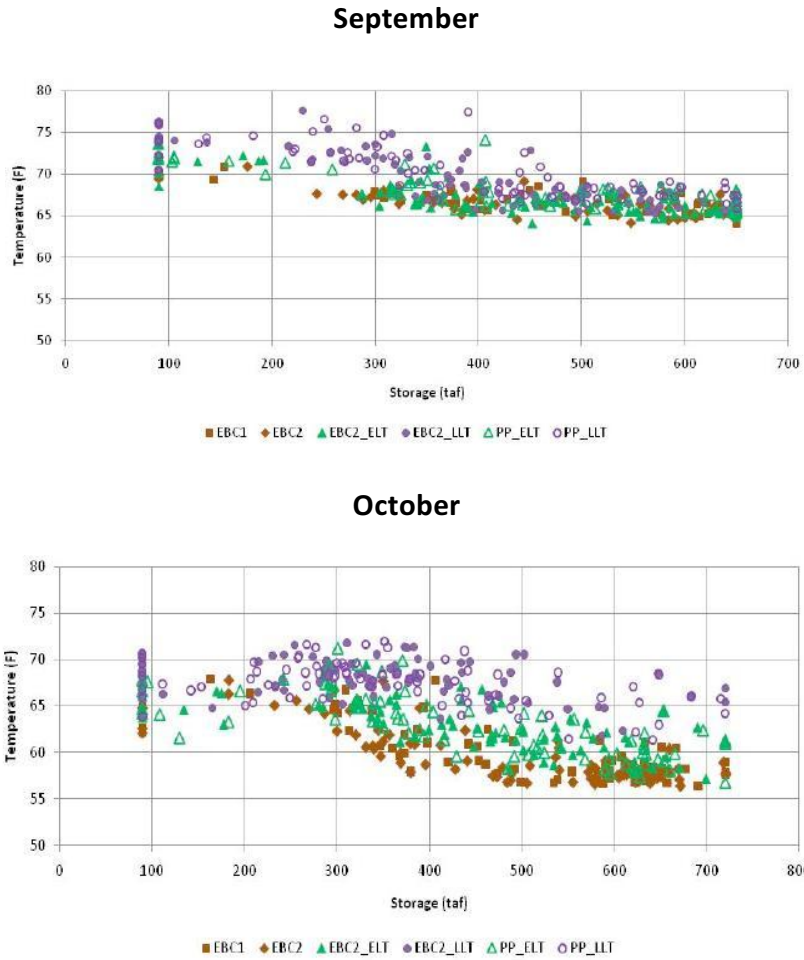 September
80
75
70
65
60
55
50
Temperature (F)
0 100 200 300 400 500 600 700
Storage (taf)
EBC1 EBC2 EBC2_ELT EBC2_LLT PP_ELT PP_LLT
October
80
75
70
65
60
55
50
Temperature (F)
0 100 200 300 400 500 600 700 800
Storage (taf)
EBC1 EBC2 EBC2_ELT EBC2_LLT PP_ELT PP_LLT